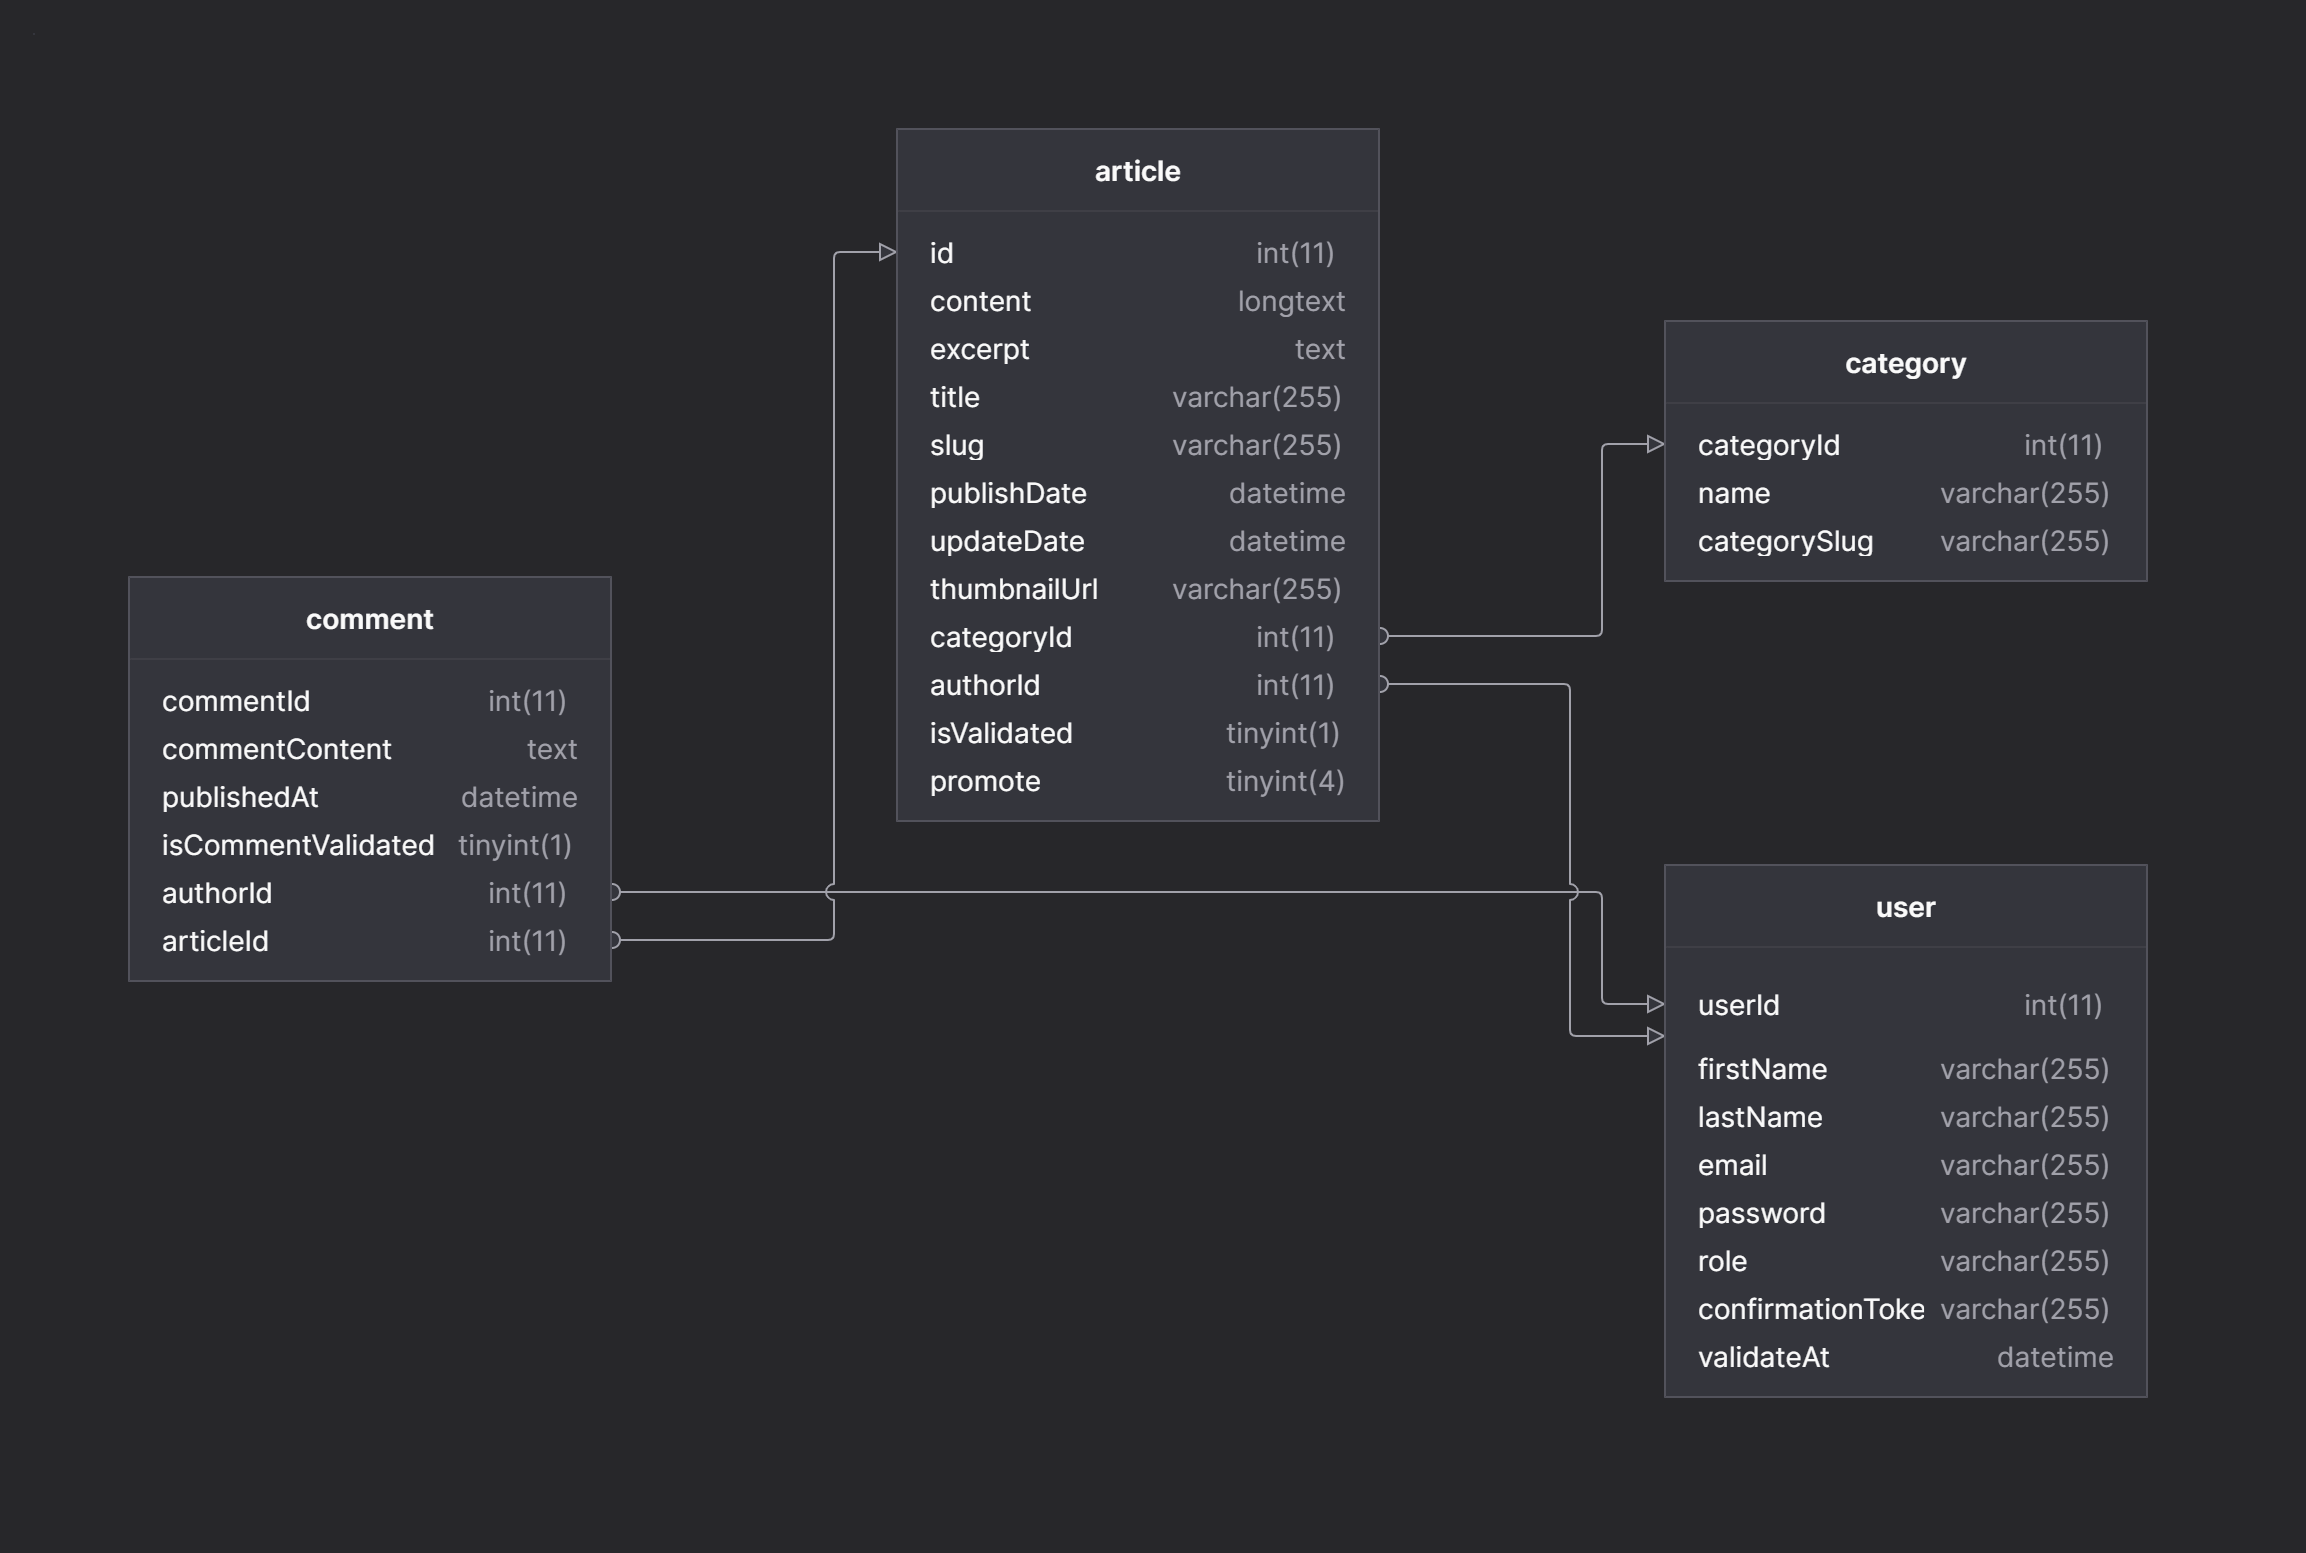 article
id int(11)
content longtext
excerpt text
title varchar(255)
slug varchar(255)
publishDate datetime
updateDate datetime
thumbnailUrl varchar(255)
categoryId int(11)
authorId int(11)
isValidated tinyint(1)
promote tinyint(4)
category
categoryId int(11)
name varchar(255)
categorySlug varchar(255)
comment
commentId int(11)
commentContent text
publishedAt datetime
isCommentValidated tinyint(1)
authorId int(11)
articleId int(11)
user
userId int(11)
firstName varchar(255)
lastName varchar(255)
email varchar(255)
password varchar(255)
role varchar(255)
confirmationToke varchar(255)
validateAt datetime